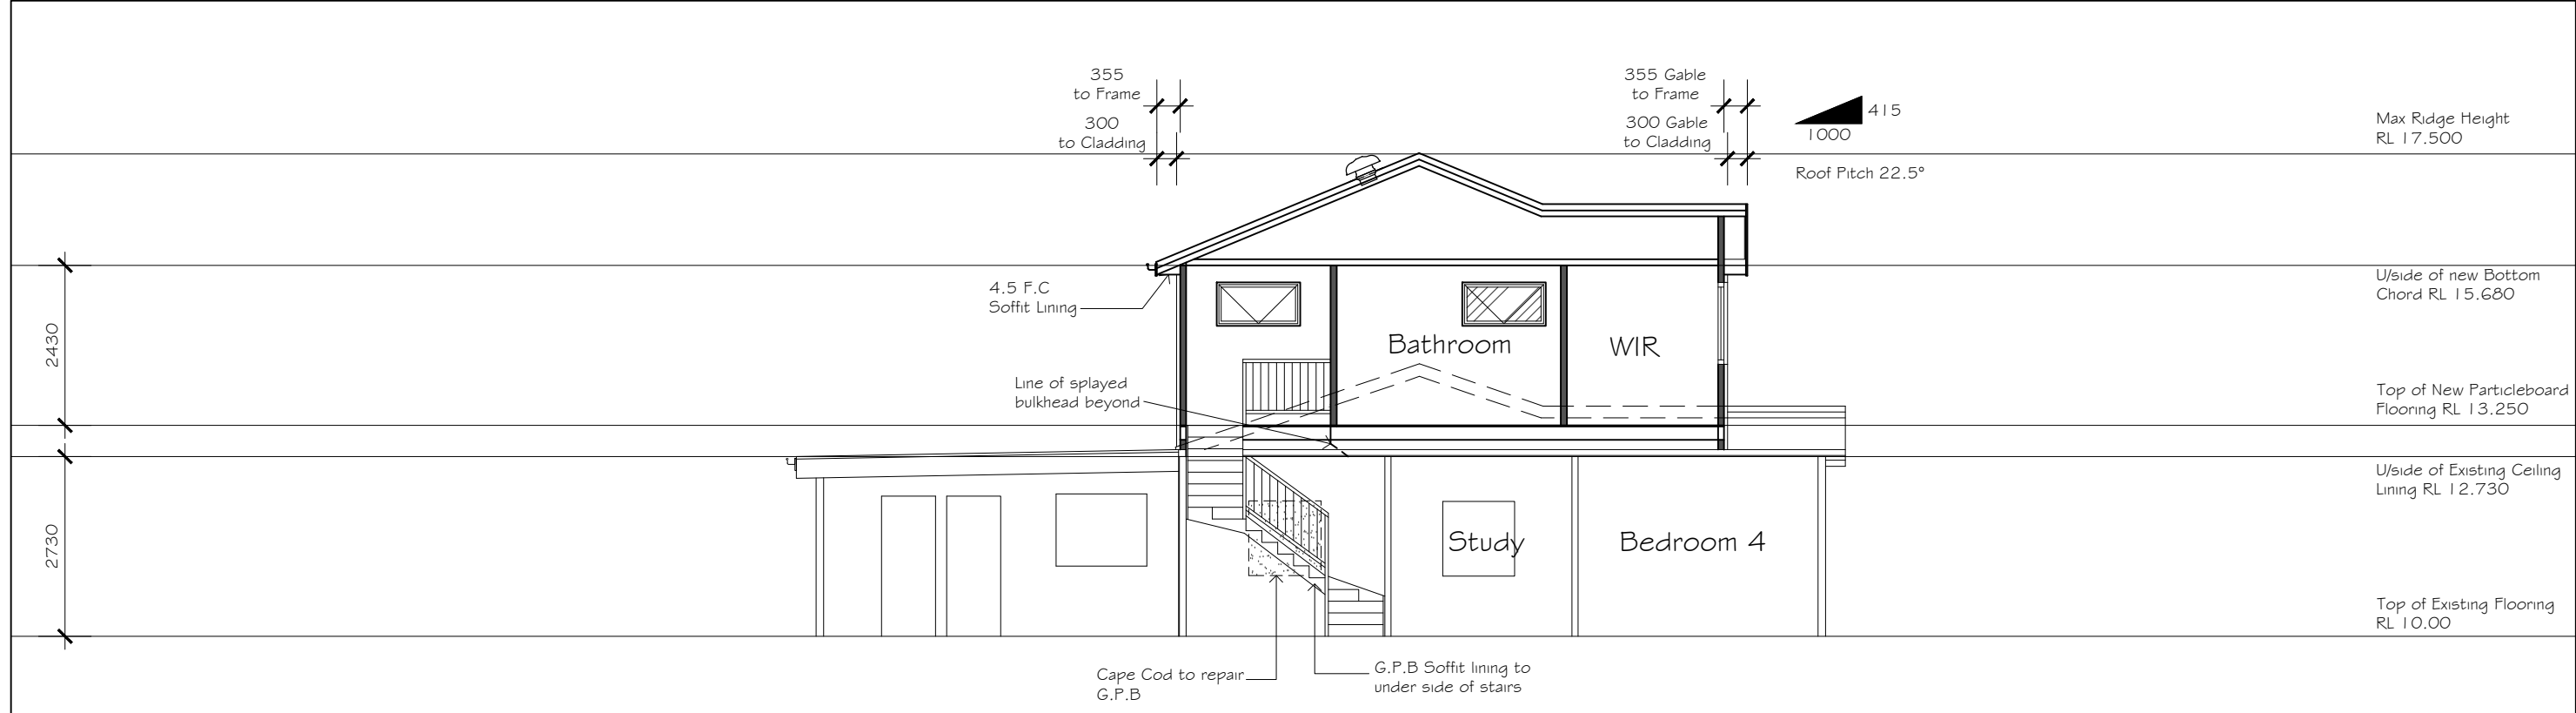 355
to Frame
300
to Cladding
355 Gable
to Frame
300 Gable
to Cladding
415
1000
Roof Pitch 22.5°
Max Ridge Height
RL 17.500
4.5 F.C
Soffit Lining
U/side of new Bottom
Chord RL 15.680
2430
Bathroom
WIR
Line of splayed
bulkhead beyond
Top of New Particleboard
Flooring RL 13.250
U/side of Existing Ceiling
Lining RL 12.730
2730
Study
Bedroom 4
Top of Existing Flooring
RL 10.00
Cape Cod to repair
G.P.B
G.P.B Soffit lining to
under side of stairs